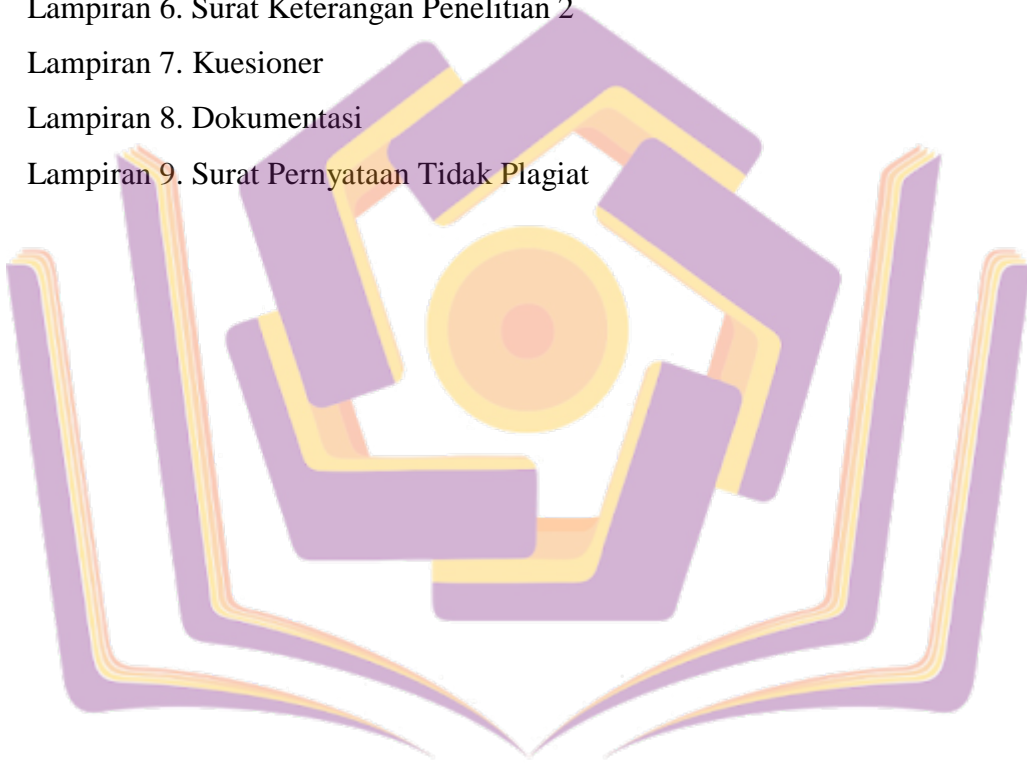 Lampiran 6. Surat Keterangan Penelitian 2
Lampiran 7. Kuesioner
Lampiran 8. Dokumentasi
Lampiran 9. Surat Pernyataan Tidak Plagiat